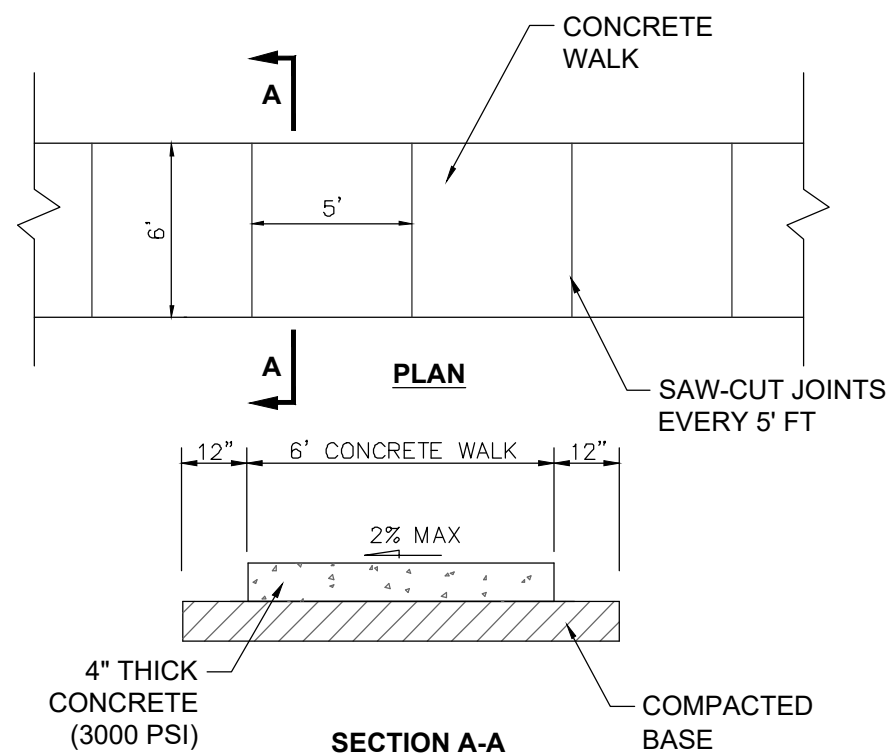 CONCRETE
WALK
A
5'
6'
A
PLAN
SAW-CUT JOINTS
EVERY 5' FT
12"
6' CONCRETE WALK
12"
2% MAX
4" THICK
CONCRETE
(3000 PSI)
COMPACTED
BASE
SECTION A-A